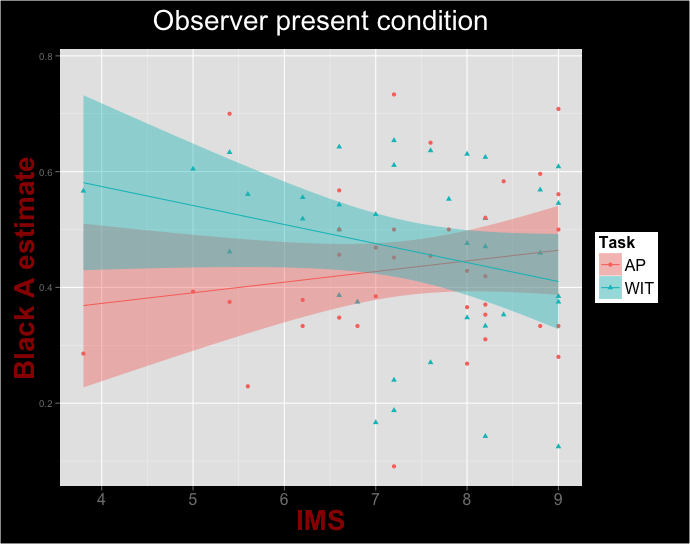 Observer present condition
0.8
0.6
0.4
0.2
Black A estimate
4 5 6 7 8 9
IMS
Task
AP
WIT